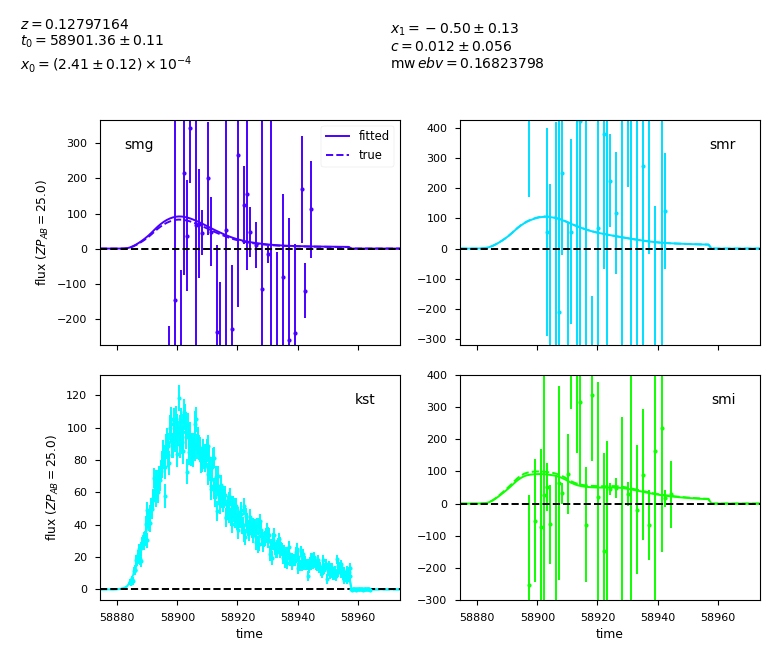 z = 0.12797164
t₀ = 58901.36 ± 0.11
x₀ = (2.41 ± 0.12) × 10⁻⁴
x₁ = −0.50 ± 0.13
c = 0.012 ± 0.056
mw ebv = 0.16823798
smg
fitted
true
300
200
100
0
−100
−200
flux (ZP_AB = 25.0)
smr
400
300
200
100
0
−100
−200
−300
kst
120
100
80
60
40
20
0
flux (ZP_AB = 25.0)
58880 58900 58920 58940 58960
time
smi
400
300
200
100
0
−100
−200
−300
58880 58900 58920 58940 58960
time